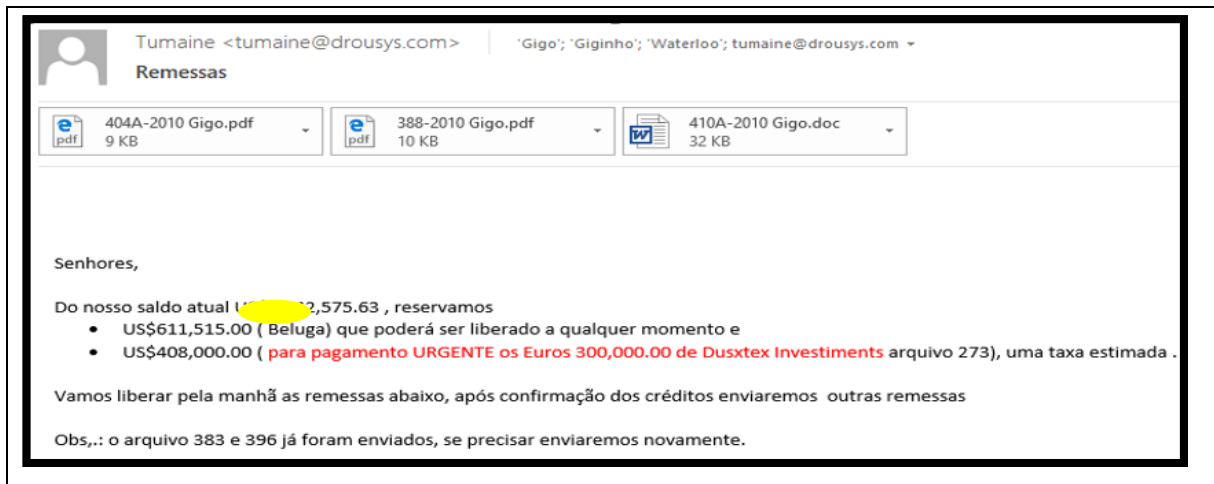 Tumaine <tumaine@drousys.com> 'Gigo'; 'Giginho'; 'Waterloo'; tumaine@drousys.com
Remessas
404A-2010 Gigo.pdf 388-2010 Gigo.pdf 410A-2010 Gigo.doc
pdf 9 KB pdf 10 KB 32 KB
Senhores,
Do nosso saldo atual 2,575.63 , reservamos
• US$611,515.00 ( Beluga) que poderá ser liberado a qualquer momento e
• US$408,000.00 ( para pagamento URGENTE os Euros 300,000.00 de Dusxtex Investiments arquivo 273), uma taxa estimada .
Vamos liberar pela manhã as remessas abaixo, após confirmação dos créditos enviaremos outras remessas
Obs,.: o arquivo 383 e 396 já foram enviados, se precisar enviaremos novamente.